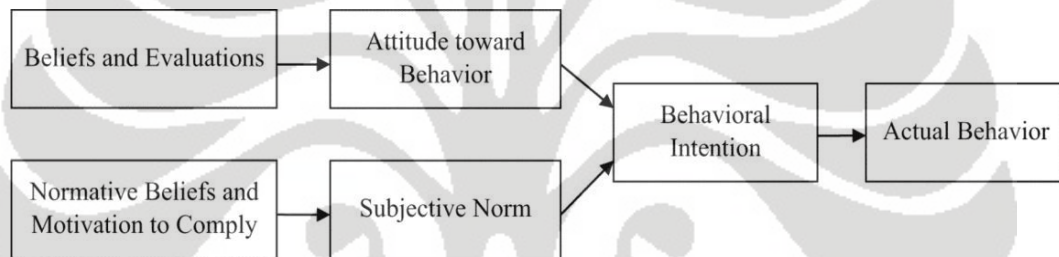 Beliefs and Evaluations
Attitude toward
Behavior
Behavioral
Intention
Actual Behavior
Normative Beliefs and
Motivation to Comply
Subjective Norm